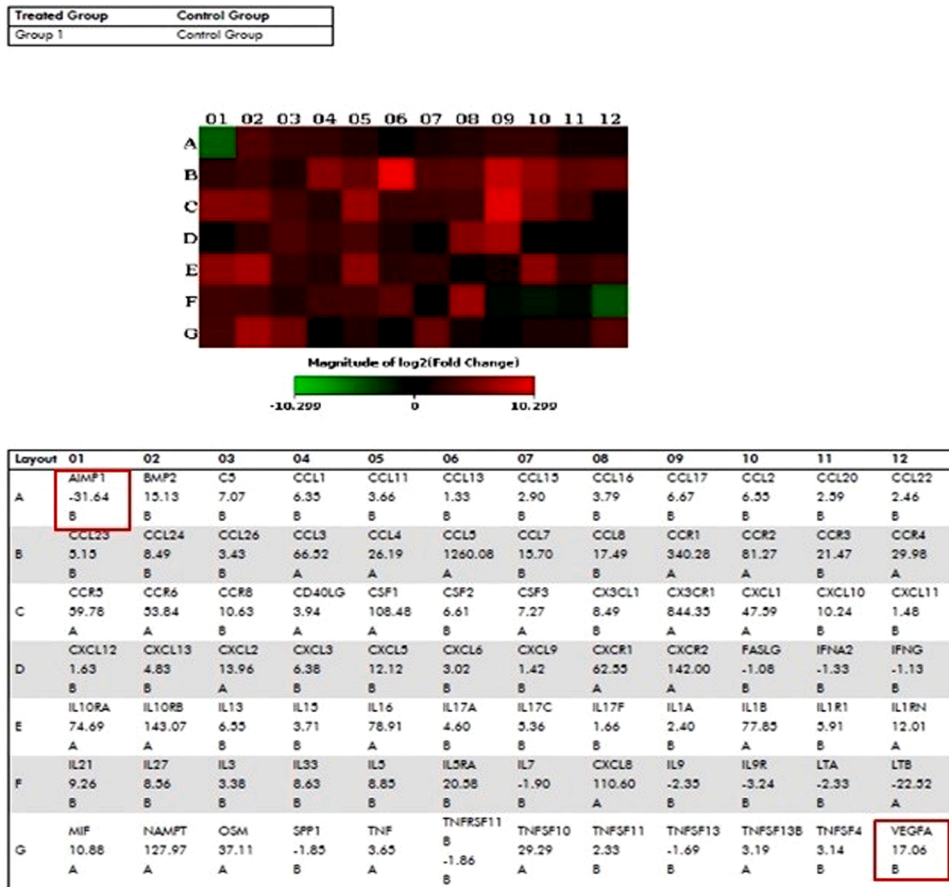 Treated Group Control Group
Group 1 Control Group
01 02 03 04 05 06 07 08 09 10 11 12
A
B
C
D
E
F
G
Magnitude of log2(Fold Change)
-10.299 0 10.299
Layout 01 02 03 04 05 06 07 08 09 10 11 12
AIMP1 BMP2 C5 CCL1 CCL11 CCL13 CCL15 CCL16 CCL17 CCL2 CCL20 CCL22
A -31.64 15.13 7.07 6.35 3.66 1.33 2.90 3.79 6.67 6.55 2.59 2.46
B B B B B B B B B B B B
CCL23 CCL24 CCL26 CCL3 CCL4 CCL5 CCL7 CCL8 CCR1 CCR2 CCR3 CCR4
B 5.15 8.49 3.43 66.52 26.19 1260.08 15.70 17.49 340.28 81.27 21.47 29.98
B B B A A A B B A A B A
CCR5 CCR6 CCR8 CD40LG CSF1 CSF2 CSF3 CX3CL1 CX3CR1 CXCL1 CXCL10 CXCL11
C 59.78 53.84 10.63 3.94 108.48 6.61 7.27 8.49 844.35 47.59 10.24 1.48
A A B A A B B B A A B B
CXCL12 CXCL13 CXCL2 CXCL3 CXCL5 CXCL6 CXCL9 CXCR1 CXCR2 FASLG IFNA2 IFNG
D 1.63 4.83 13.96 6.38 12.12 3.02 1.42 62.55 142.00 -1.08 -1.33 -1.13
B B A B B B B A A B B B
IL10RA IL10RB IL13 IL15 IL16 IL17A IL17C IL17F IL1A IL1B IL1R1 IL1RN
E 74.69 143.07 6.55 3.71 78.91 4.60 5.36 1.66 2.40 77.85 5.91 12.01
A A B B A B B B B A B A
IL21 IL27 IL3 IL33 IL5 IL5RA IL7 CXCL8 IL9 IL9R LTA LTB
F 9.26 8.56 3.38 8.63 8.85 20.58 -1.90 110.60 -2.35 -3.24 -2.33 -22.52
B B B B B B B A B B B A
MIF NAMPT OSM SPP1 TNF TNFRSF11 TNFSF10 TNFSF11 TNFSF13 TNFSF13B TNFSF4 VEGFA
B
G 10.88 127.97 37.11 -1.85 3.65 -1.86 29.29 2.33 -1.69 3.19 3.14 17.06
A A A B A B A B B B B B